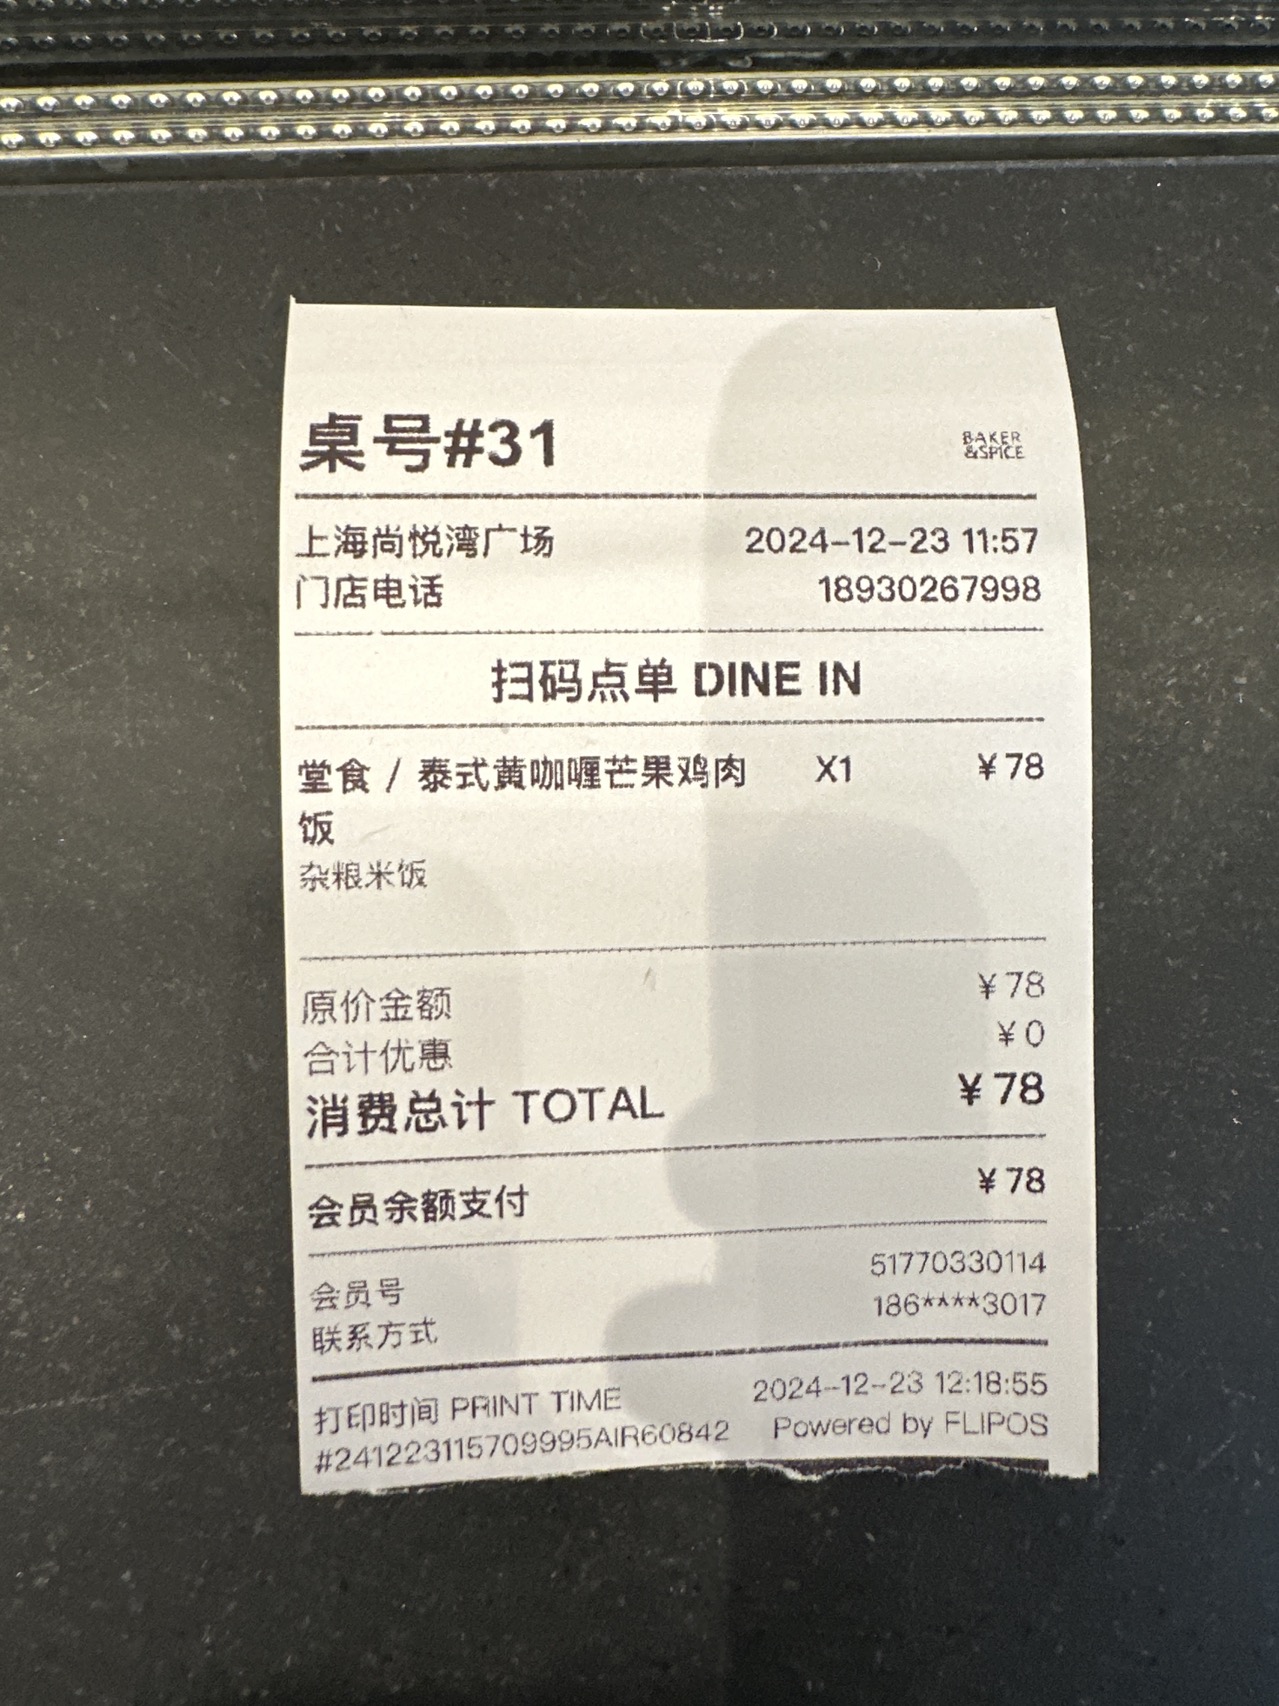 桌号#31
BAKER
&SPICE
上海尚悦湾广场 2024-12-23 11:57
门店电话 18930267998
扫码点单 DINE IN
堂食 / 泰式黄咖喱芒果鸡肉 X1 ¥78
饭
杂粮米饭
原价金额 ¥78
合计优惠 ¥0
消费总计 TOTAL ¥78
会员余额支付 ¥78
会员号 51770330114
联系方式 186****3017
打印时间 PRINT TIME 2024-12-23 12:18:55
#241223115709995AIR60842 Powered by FLIPOS